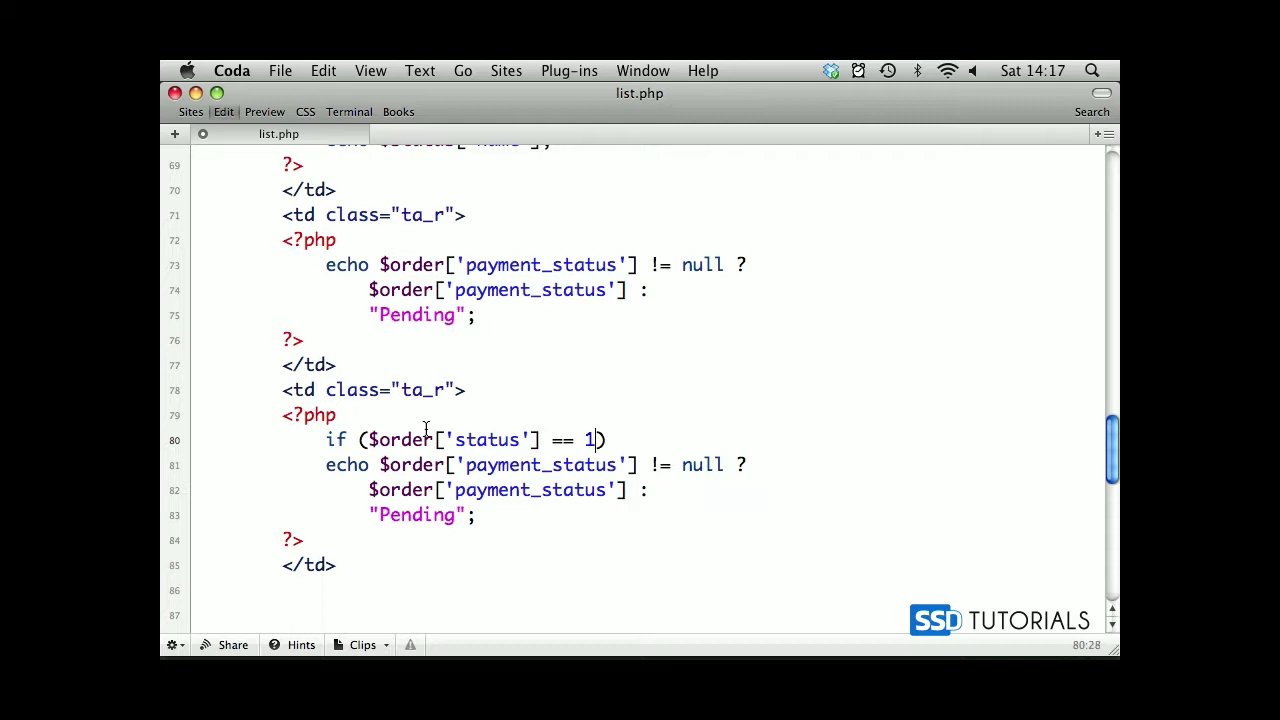 Coda File Edit View Text Go Sites Plug-ins Window Help Sat 14:17
list.php
Sites Edit Preview CSS Terminal Books Search
+ list.php
69 ?>
70 </td>
71 <td class="ta_r">
72 <?php
73 echo $order['payment_status'] != null ?
74 $order['payment_status'] :
75 "Pending";
76 ?>
77 </td>
78 <td class="ta_r">
79 <?php
80 if ($order['status'] == 1)
81 echo $order['payment_status'] != null ?
82 $order['payment_status'] :
83 "Pending";
84 ?>
85 </td>
86
87
SSD TUTORIALS
Share Hints Clips 80:28